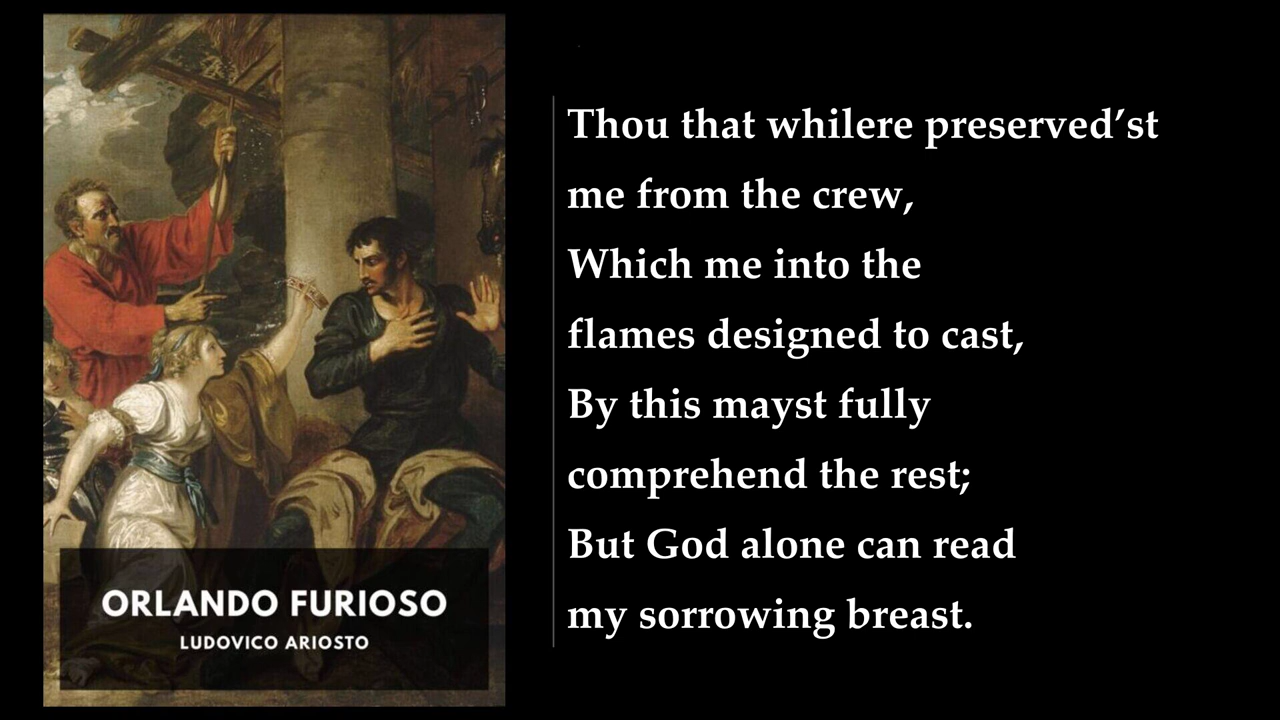 ORLANDO FURIOSO
LUDOVICO ARIOSTO
Thou that whilere preserved’st
me from the crew,
Which me into the
flames designed to cast,
By this mayst fully
comprehend the rest;
But God alone can read
my sorrowing breast.